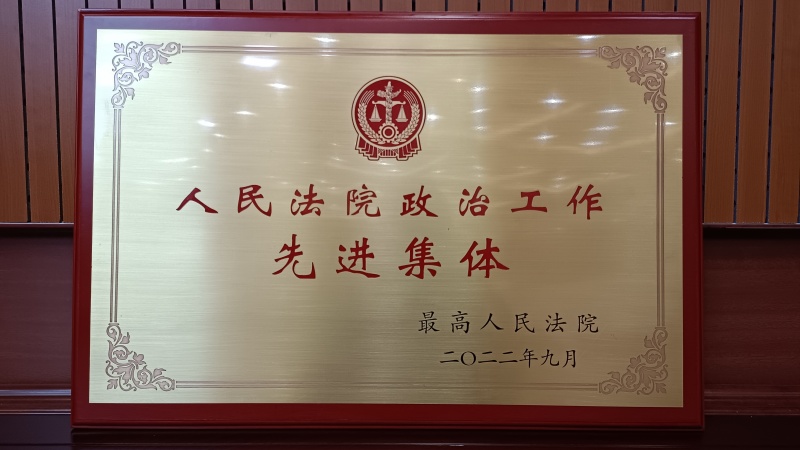 人民法院政治工作
先进集体
最高人民法院
二〇二二年九月